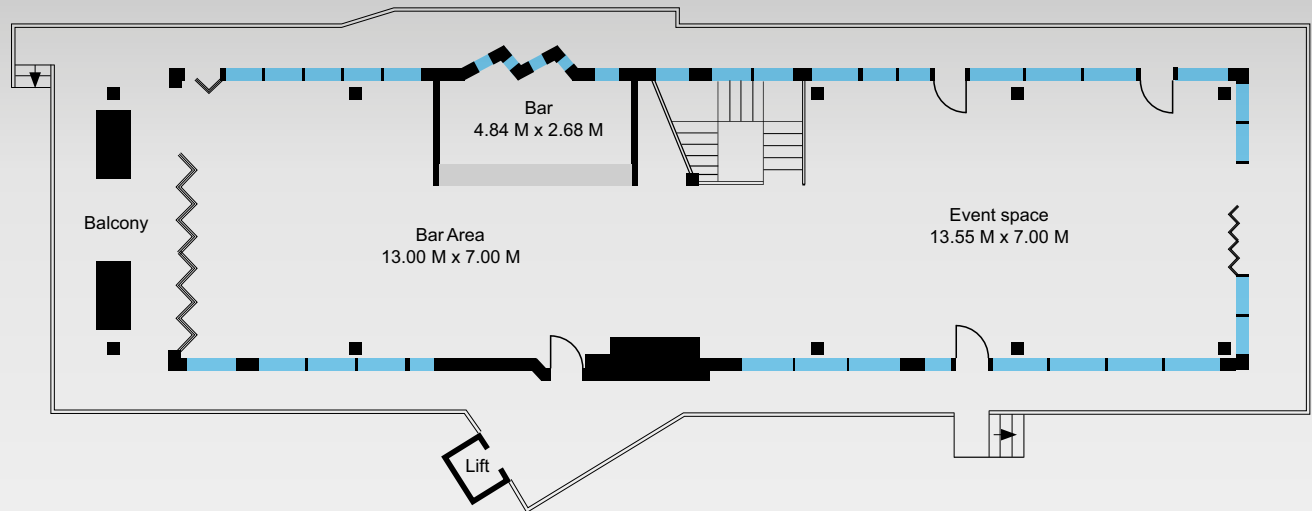 Bar
4.84 M x 2.68 M
Balcony
Bar Area
13.00 M x 7.00 M
Event space
13.55 M x 7.00 M
Lift